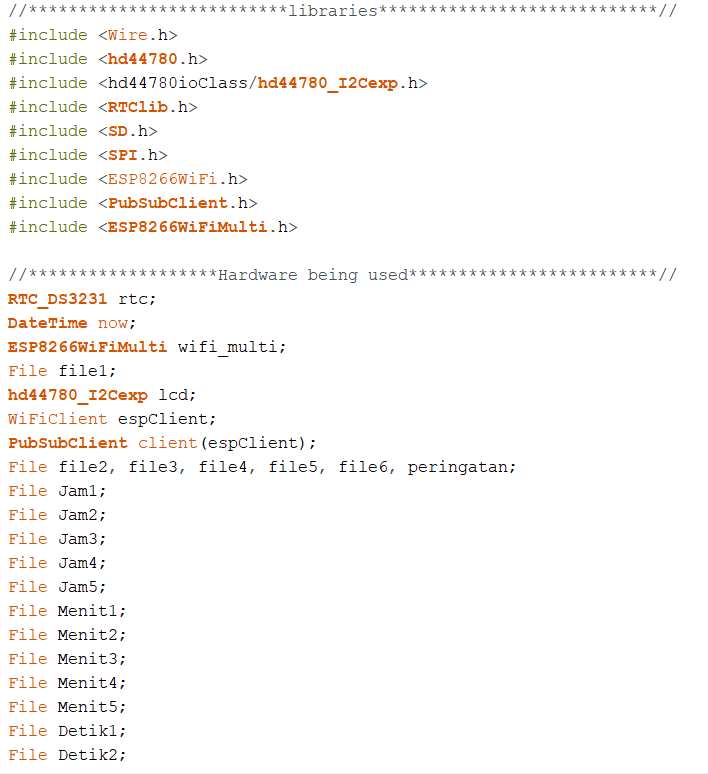 //**************************libraries****************************//
#include <Wire.h>
#include <hd44780.h>
#include <hd44780ioClass/hd44780_I2Cexp.h>
#include <RTClib.h>
#include <SD.h>
#include <SPI.h>
#include <ESP8266WiFi.h>
#include <PubSubClient.h>
#include <ESP8266WiFiMulti.h>
//*******************Hardware being used*************************//
RTC_DS3231 rtc;
DateTime now;
ESP8266WiFiMulti wifi_multi;
File file1;
hd44780_I2Cexp lcd;
WiFiClient espClient;
PubSubClient client(espClient);
File file2, file3, file4, file5, file6, peringatan;
File Jam1;
File Jam2;
File Jam3;
File Jam4;
File Jam5;
File Menit1;
File Menit2;
File Menit3;
File Menit4;
File Menit5;
File Detik1;
File Detik2;